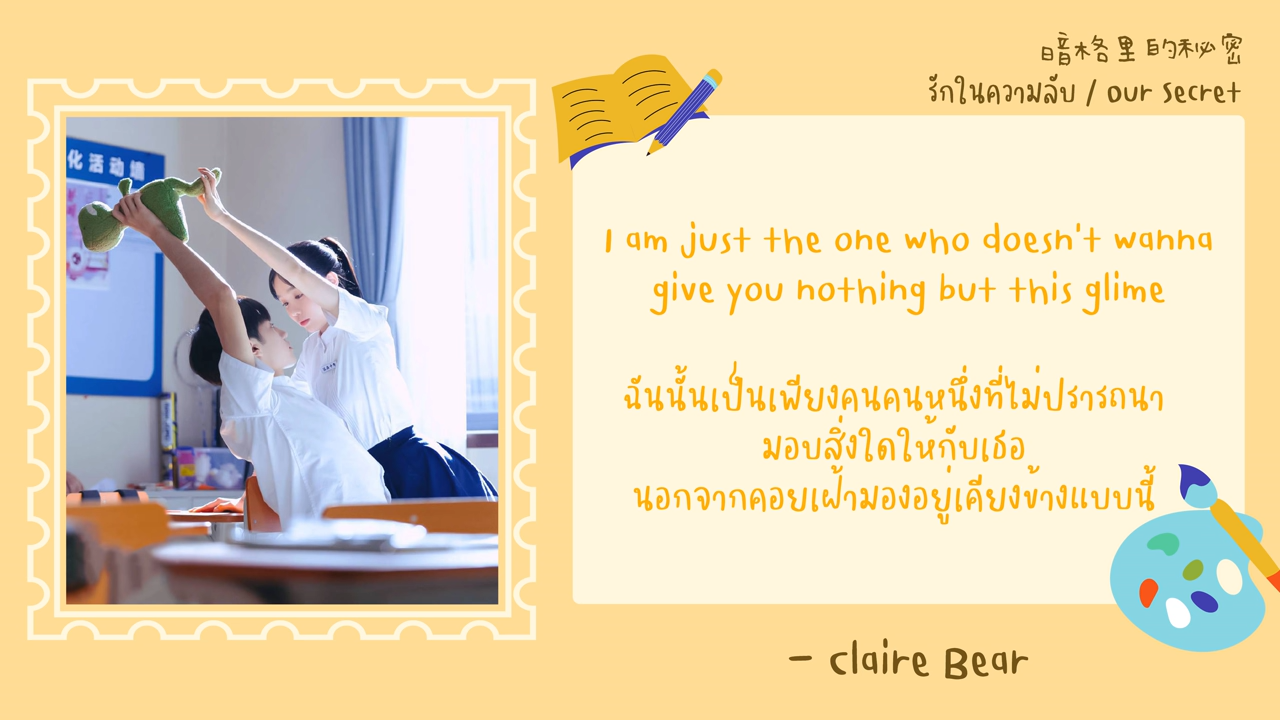 暗格里的秘密
รักในความลับ / our secret
化活动墙
I am just the one who doesn't wanna
give you nothing but this glime
ฉันนั้นเป็นเพียงคนคนหนึ่งที่ไม่ปรารถนา
มอบสิ่งใดให้กับเธอ
นอกจากคอยเฝ้ามองอยู่เคียงข้างแบบนี้
- claire Bear